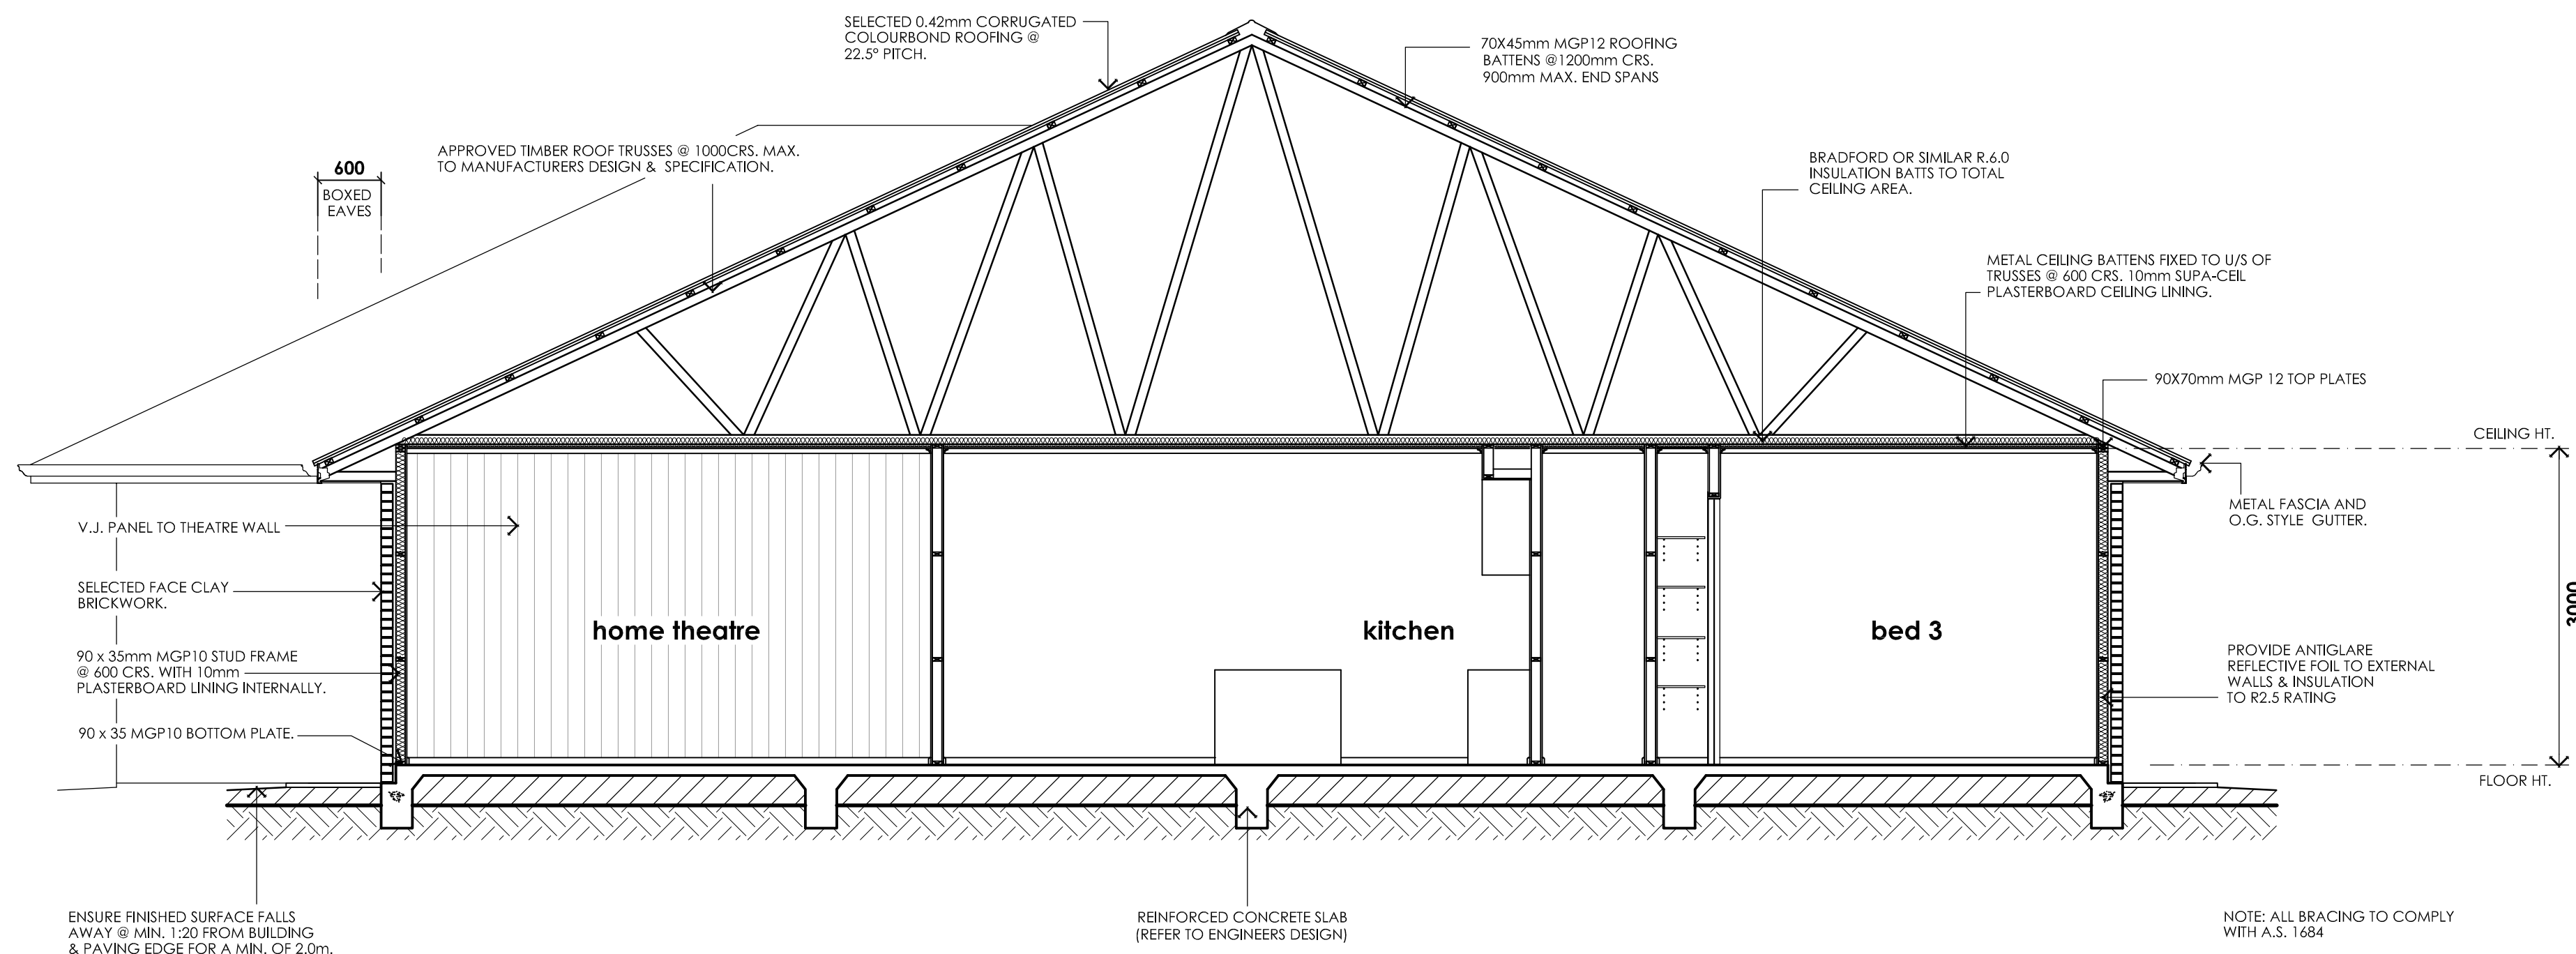 SELECTED 0.42mm CORRUGATED
COLOURBOND ROOFING @
22.5° PITCH.
70X45mm MGP12 ROOFING
BATTENS @1200mm CRS.
900mm MAX. END SPANS
APPROVED TIMBER ROOF TRUSSES @ 1000CRS. MAX.
TO MANUFACTURERS DESIGN & SPECIFICATION.
600
BOXED
EAVES
BRADFORD OR SIMILAR R.6.0
INSULATION BATTS TO TOTAL
CEILING AREA.
METAL CEILING BATTENS FIXED TO U/S OF
TRUSSES @ 600 CRS. 10mm SUPA-CEIL
PLASTERBOARD CEILING LINING.
90X70mm MGP 12 TOP PLATES
CEILING HT.
METAL FASCIA AND
O.G. STYLE GUTTER.
V.J. PANEL TO THEATRE WALL
SELECTED FACE CLAY
BRICKWORK.
home theatre
kitchen
bed 3
3000
90 x 35mm MGP10 STUD FRAME
@ 600 CRS. WITH 10mm
PLASTERBOARD LINING INTERNALLY.
PROVIDE ANTIGLARE
REFLECTIVE FOIL TO EXTERNAL
WALLS & INSULATION
TO R2.5 RATING
90 x 35 MGP10 BOTTOM PLATE.
FLOOR HT.
ENSURE FINISHED SURFACE FALLS
AWAY @ MIN. 1:20 FROM BUILDING
& PAVING EDGE FOR A MIN. OF 2.0m.
REINFORCED CONCRETE SLAB
(REFER TO ENGINEERS DESIGN)
NOTE: ALL BRACING TO COMPLY
WITH A.S. 1684